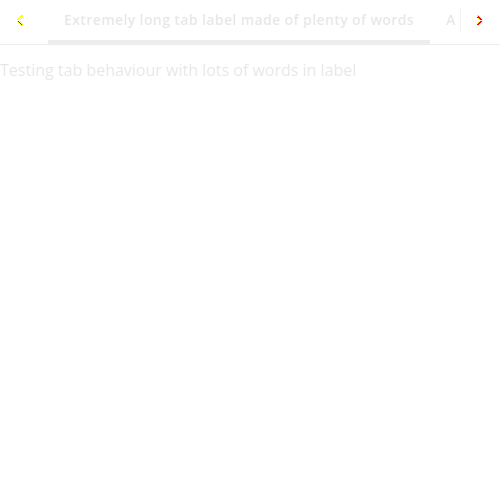 Extremely long tab label made of plenty of words A
Testing tab behaviour with lots of words in label